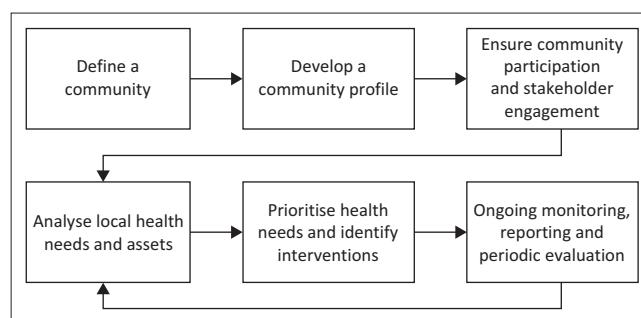 Define a
community
Develop a
community profile
Ensure community
participation
and stakeholder
engagement
Analyse local health
needs and assets
Prioritise health
needs and identify
interventions
Ongoing monitoring,
reporting and
periodic evaluation